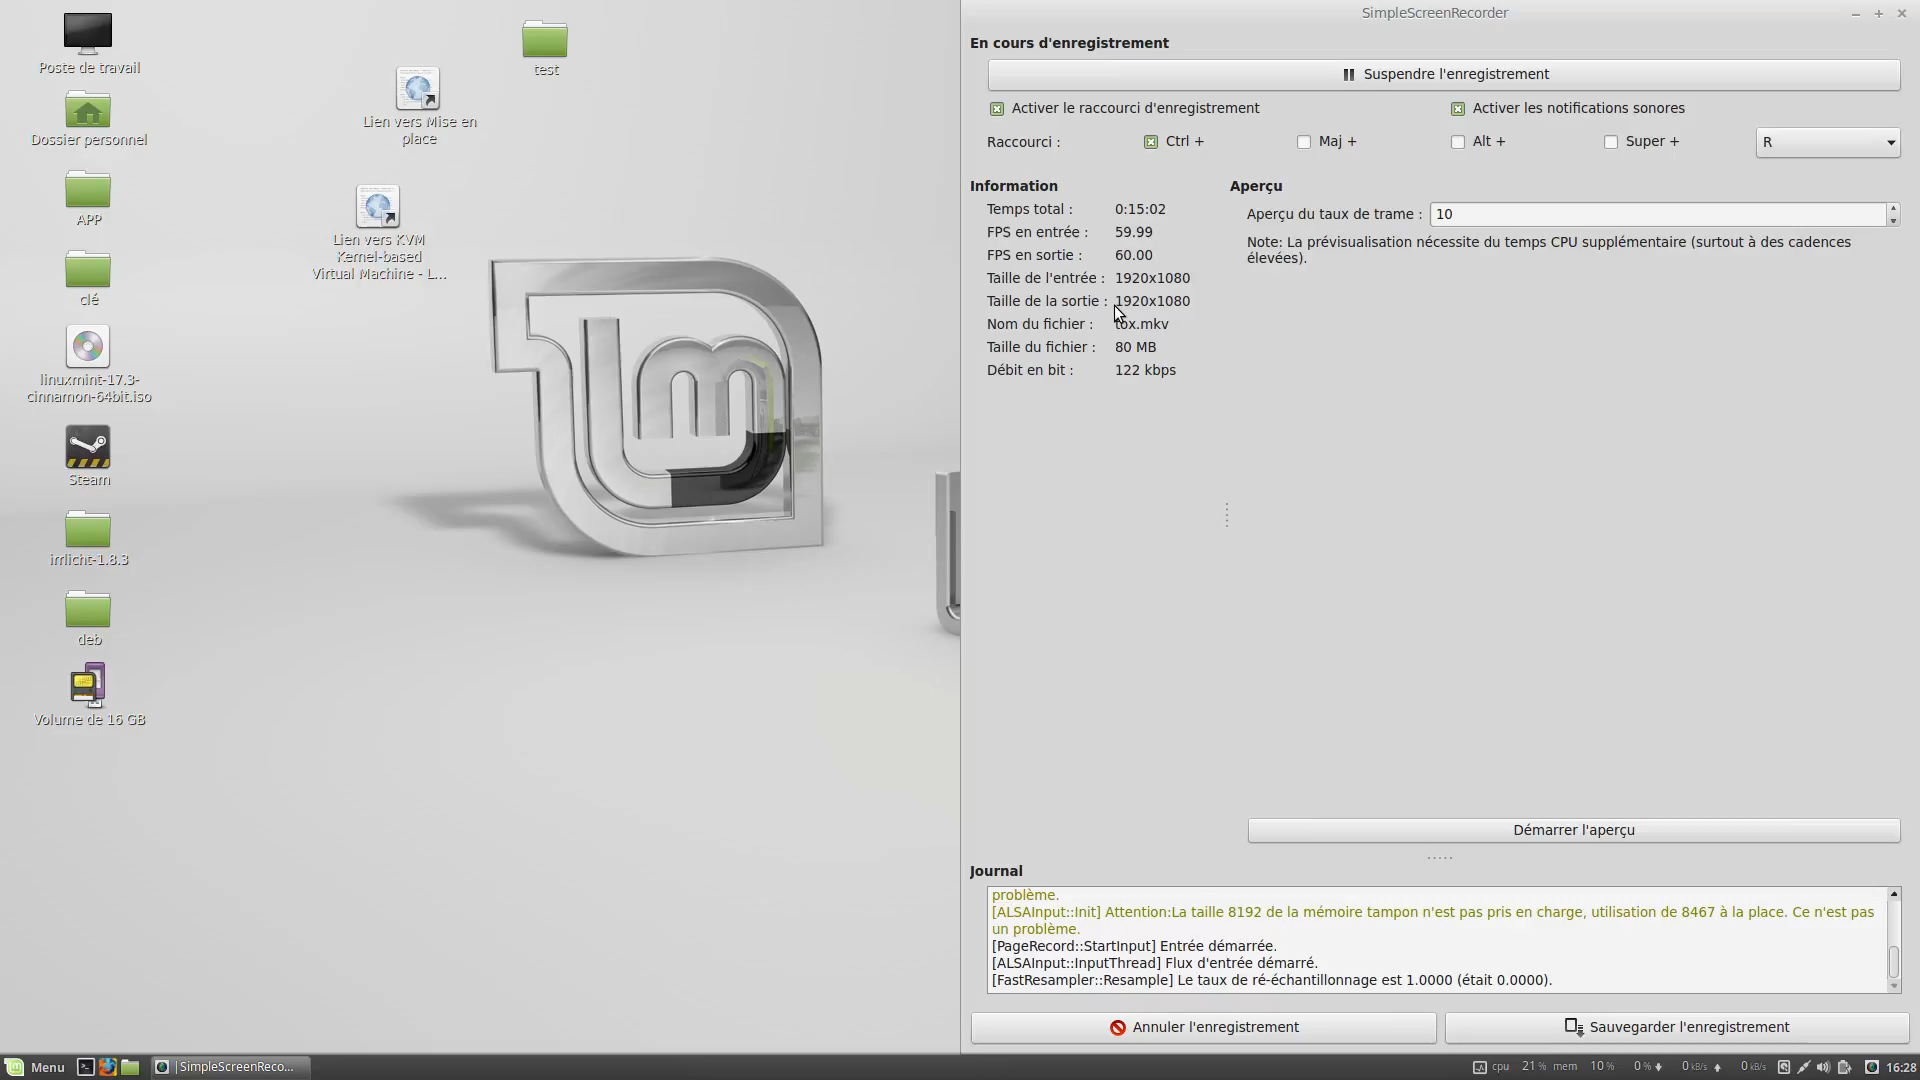 Poste de travail
Dossier personnel
APP
clé
linuxmint-17.3-
cinnamon-64bit.iso
Steam
imlicht-1.8.3
deb
Volume de 16 GB
Lien vers Mise en
place
Lien vers KVM
Kernel-based
Virtual Machine - L...
test
SimpleScreenRecorder
En cours d'enregistrement
Suspendre l'enregistrement
Activer le raccourci d'enregistrement
Activer les notifications sonores
Raccourci : Ctrl + Maj + Alt + Super + R
Information
Temps total : 0:15:02
FPS en entrée : 59.99
FPS en sortie : 60.00
Taille de l'entrée : 1920x1080
Taille de la sortie : 1920x1080
Nom du fichier : tox.mkv
Taille du fichier : 80 MB
Débit en bit : 122 kbps
Aperçu
Aperçu du taux de trame : 10
Note: La prévisualisation nécessite du temps CPU supplémentaire (surtout à des cadences
élevées).
Démarrer l'aperçu
Journal
problème.
[ALSAInput::Init] Attention:La taille 8192 de la mémoire tampon n'est pas pris en charge, utilisation de 8467 à la place. Ce n'est pas
un problème.
[PageRecord::StartInput] Entrée démarrée.
[ALSAInput::InputThread] Flux d'entrée démarré.
[FastResampler::Resample] Le taux de ré-échantillonnage est 1.0000 (était 0.0000).
Annuler l'enregistrement
Sauvegarder l'enregistrement
Menu
|SimpleScreenReco...
cpu 21 % mem 10 % 0 % 0 kB/s 0 kB/s
16:28